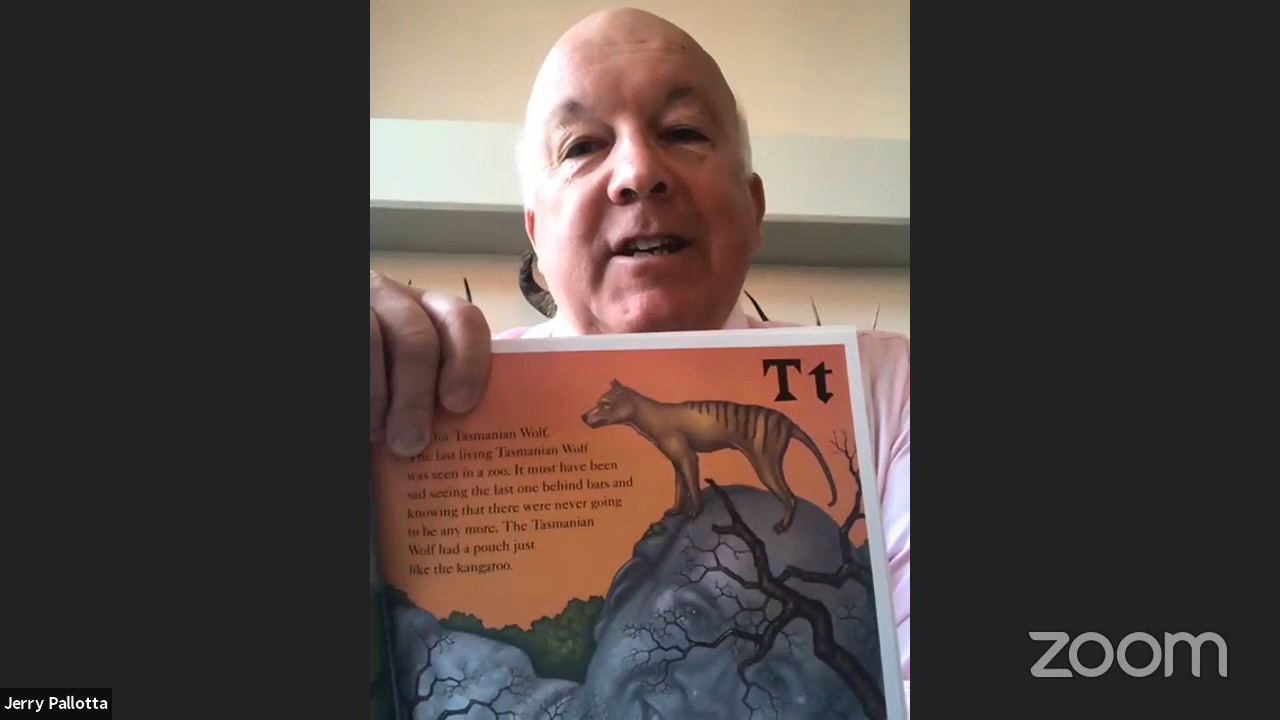 Tt
for Tasmanian Wolf.
The last living Tasmanian Wolf
was seen in a zoo. It must have been
sad seeing the last one behind bars and
knowing that there were never going
to be any more. The Tasmanian
Wolf had a pouch just
like the kangaroo.
zoom
Jerry Pallotta